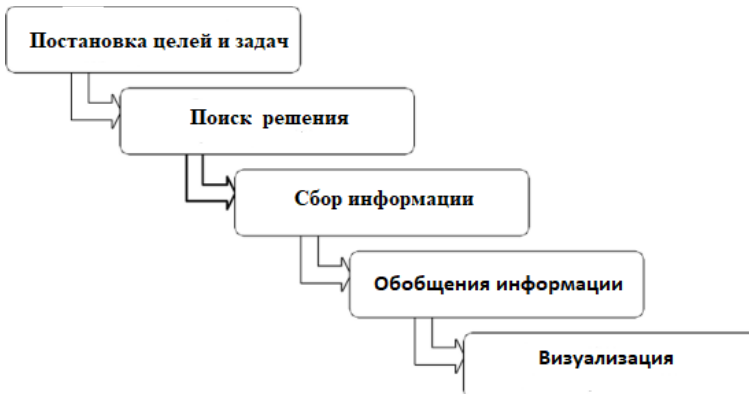 Постановка целей и задач
Поиск решения
Сбор информации
Обобщения информации
Визуализация